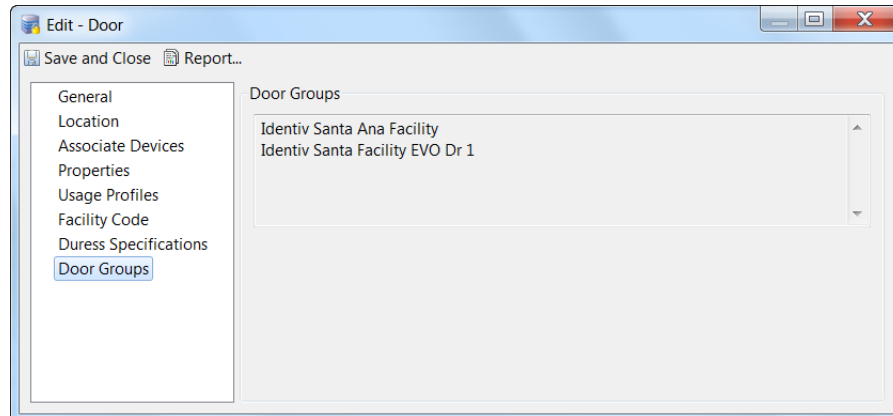 Edit - Door
Save and Close Report...
General
Location
Associate Devices
Properties
Usage Profiles
Facility Code
Duress Specifications
Door Groups
Door Groups
Identiv Santa Ana Facility
Identiv Santa Facility EVO Dr 1